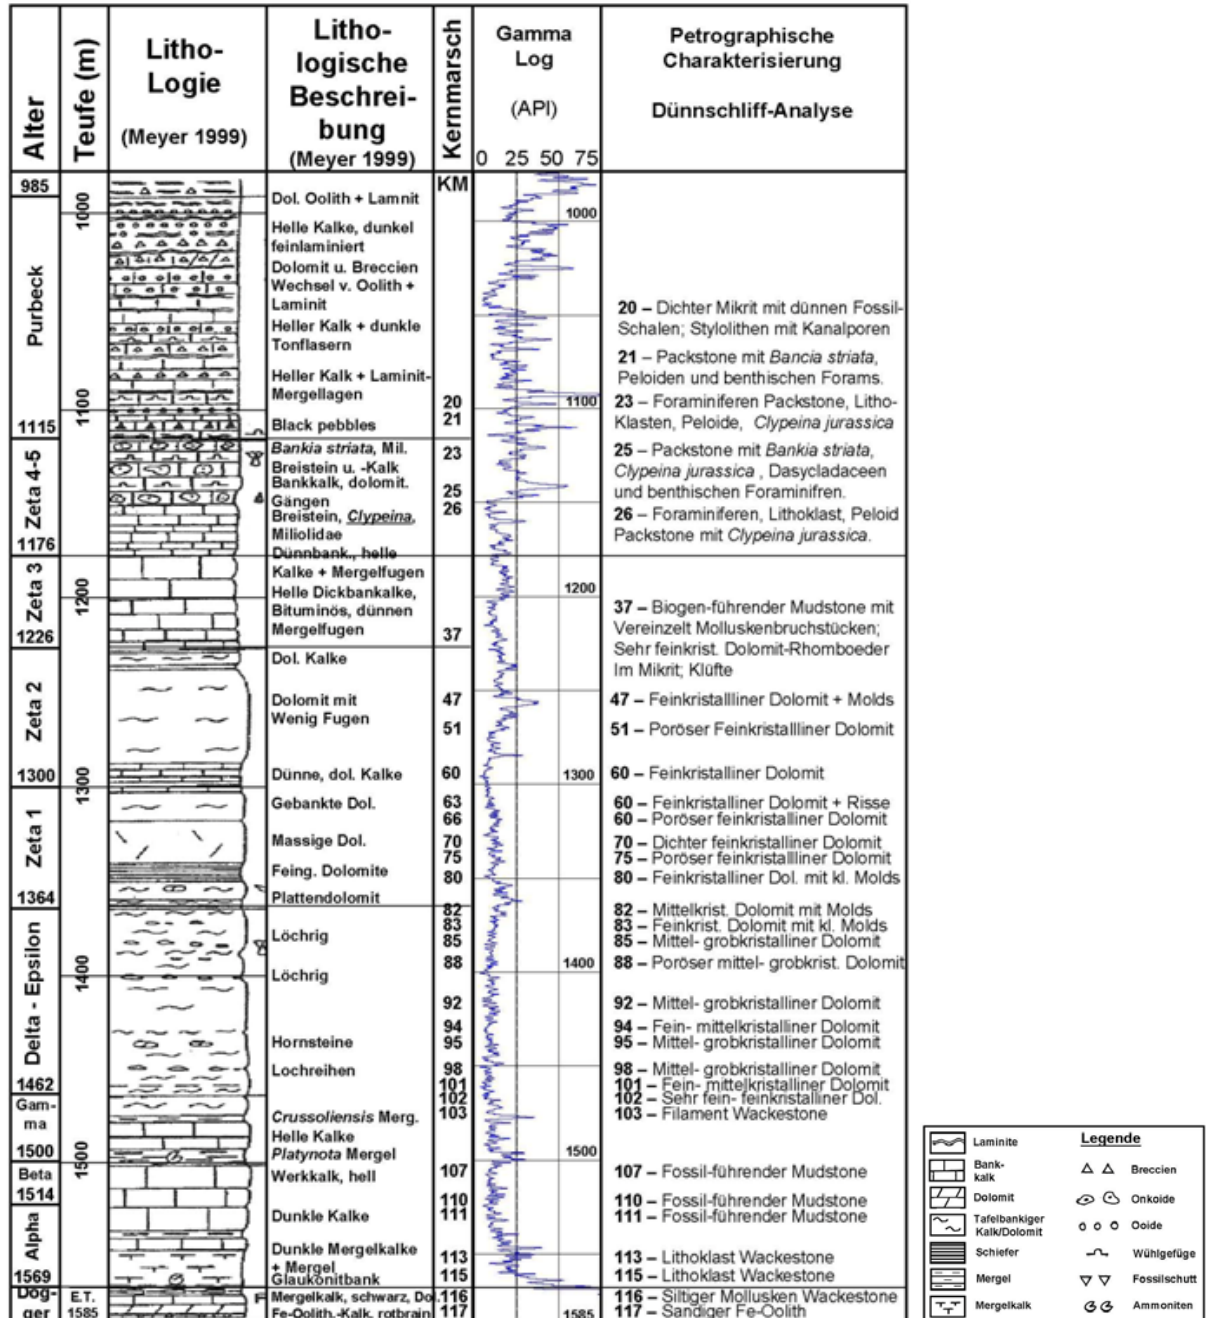 Alter
Teufe (m)
Litho-
Logie
(Meyer 1999)
Litho-
logische
Beschrei-
bung
(Meyer 1999)
Kernmarsch
Gamma
Log
(API)
0 25 50 75
Petrographische
Charakterisierung
Dünnschliff-Analyse
985
Purbeck
1115
Zeta 4-5
1176
Zeta 3
1226
Zeta 2
1300
Zeta 1
1364
Delta - Epsilon
1462
Gam-
ma
1500
Beta
1514
Alpha
1569
Dog-
ger
1000
1100
1200
1300
1400
1500
E.T.
1585
Dol. Oolith + Lamnit
Helle Kalke, dunkel
feinlaminiert
Dolomit u. Breccien
Wechsel v. Oolith +
Laminit
Heller Kalk + dunkle
Tonflasern
Heller Kalk + Laminit-
Mergellagen
Black pebbles
Bankia striata, Mil.
Breistein u. -Kalk
Bankkalk, dolomit.
Gängen
Breistein, Clypeina,
Miliolidae
Dünnbank., helle
Kalke + Mergelfugen
Helle Dickbankalke,
Bituminös, dünnen
Mergelfugen
Dol. Kalke
Dolomit mit
Wenig Fugen
Dünne, dol. Kalke
Gebankte Dol.
Massige Dol.
Feing. Dolomite
Plattendolomit
Löchrig
Löchrig
Hornsteine
Lochreihen
Crussoliensis Merg.
Helle Kalke
Platynota Mergel
Werkkalk, hell
Dunkle Kalke
Dunkle Mergelkalke
+ Mergel
Glaukonitbank
Mergelkalk, schwarz, Dol.
Fe-Oolith.-Kalk, rotbrain
KM
20
21
23
25
26
37
47
51
60
63
66
70
75
80
82
83
85
88
92
94
95
98
101
102
103
107
110
111
113
115
116
117
1000
1100
1200
1300
1400
1500
1585
20 – Dichter Mikrit mit dünnen Fossil-
Schalen; Stylolithen mit Kanalporen
21 – Packstone mit Bancia striata,
Peloiden und benthischen Forams.
23 – Foraminiferen Packstone, Litho-
Klasten, Peloide, Clypeina jurassica
25 – Packstone mit Bankia striata,
Clypeina jurassica , Dasycladaceen
und benthischen Foraminifren.
26 – Foraminiferen, Lithoklast, Peloid
Packstone mit Clypeina jurassica.
37 – Biogen-führender Mudstone mit
Vereinzelt Molluskenbruchstücken;
Sehr feinkrist. Dolomit-Rhomboeder
Im Mikrit; Klüfte
47 – Feinkristallliner Dolomit + Molds
51 – Poröser Feinkristallliner Dolomit
60 – Feinkristalliner Dolomit
60 – Feinkristalliner Dolomit + Risse
60 – Poröser feinkristalliner Dolomit
70 – Dichter feinkristalliner Dolomit
75 – Poröser feinkristallliner Dolomit
80 – Feinkristalliner Dol. mit kl. Molds
82 – Mittelkrist. Dolomit mit Molds
83 – Feinkrist. Dolomit mit kl. Molds
85 – Mittel- grobkristalliner Dolomit
88 – Poröser mittel- grobkrist. Dolomit
92 – Mittel- grobkristalliner Dolomit
94 – Fein- mittelkristalliner Dolomit
95 – Mittel- grobkristalliner Dolomit
98 – Mittel- grobkristalliner Dolomit
101 – Fein- mittelkristalliner Dolomit
102 – Sehr fein- feinkristalliner Dol.
103 – Filament Wackestone
107 – Fossil-führender Mudstone
110 – Fossil-führender Mudstone
111 – Fossil-führender Mudstone
113 – Lithoklast Wackestone
115 – Lithoklast Wackestone
116 – Siltiger Mollusken Wackestone
117 – Sandiger Fe-Oolith
Legende
Laminite
Bank-
kalk
Dolomit
Tafelbankiger
Kalk/Dolomit
Schiefer
Mergel
Mergelkalk
Breccien
Onkoide
Ooide
Wühlgefüge
Fossilschutt
Ammoniten